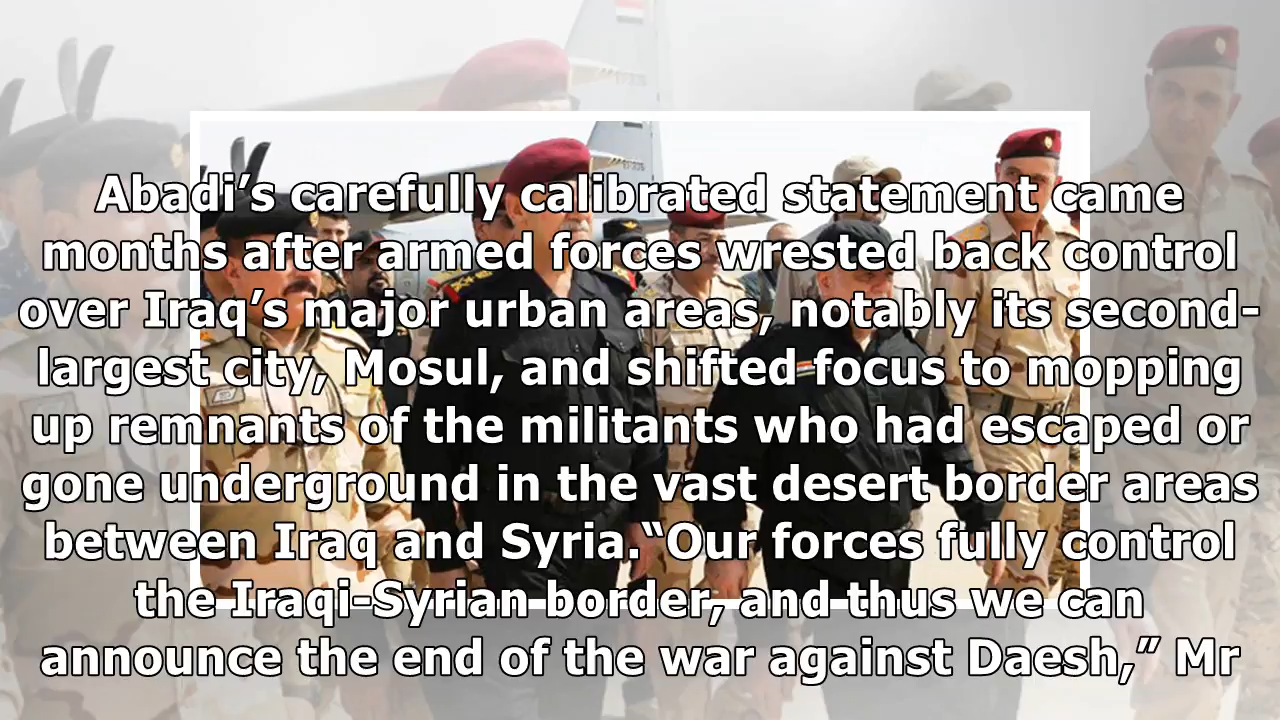 Abadi’s carefully calibrated statement came
months after armed forces wrested back control
over Iraq’s major urban areas, notably its second-
largest city, Mosul, and shifted focus to mopping
up remnants of the militants who had escaped or
gone underground in the vast desert border areas
between Iraq and Syria.“Our forces fully control
the Iraqi-Syrian border, and thus we can
announce the end of the war against Daesh,” Mr